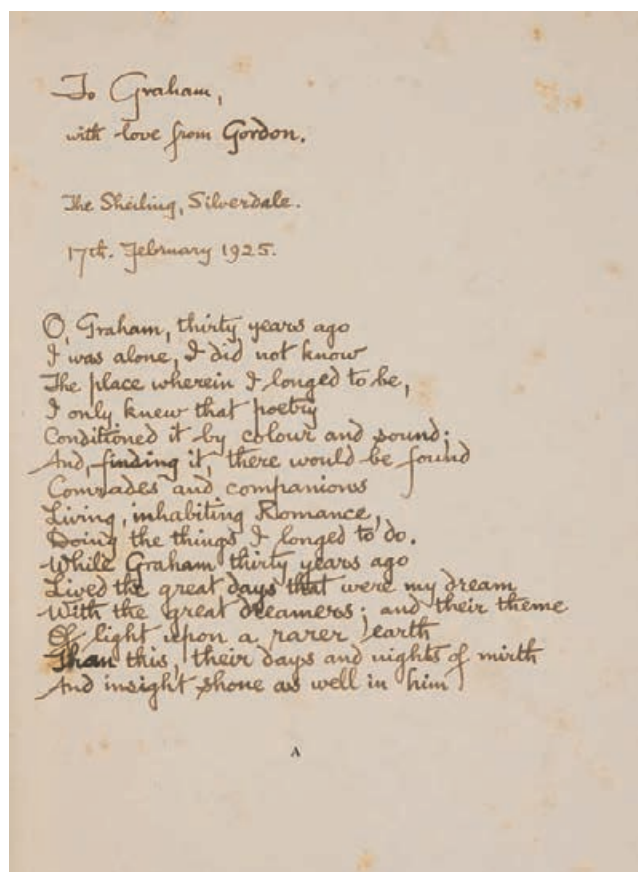 To Graham,
with love from Gordon.
The Sheiling, Silverdale.
17th. February 1925.
O, Graham, thirty years ago
I was alone, I did not know
The place wherein I longed to be,
I only knew that poetry
Conditioned it by colour and sound;
And, finding it, there would be found
Comrades and companions
Living, inhabiting Romance,
Doing the things I longed to do.
While Graham thirty years ago
Lived the great days that were my dream
With the great dreamers; and their theme
Of light upon a rarer earth
Than this, their days and nights of mirth
And insight shone as well in him
A